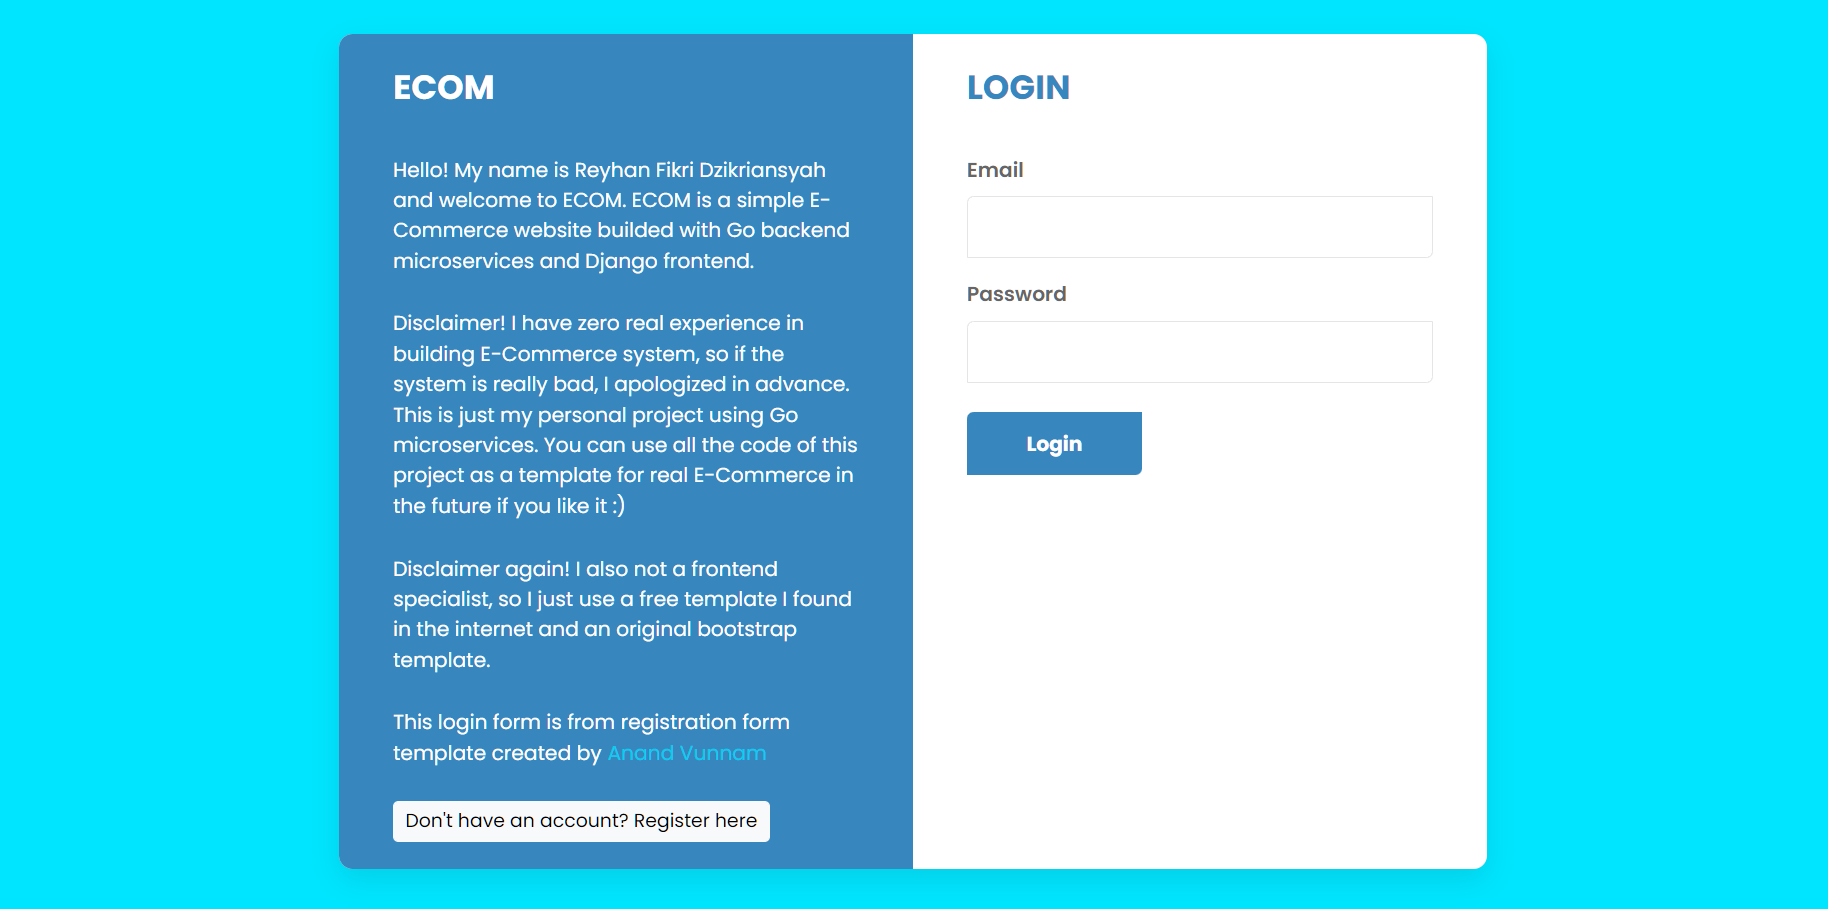 ECOM
Hello! My name is Reyhan Fikri Dzikriansyah
and welcome to ECOM. ECOM is a simple E-
Commerce website builded with Go backend
microservices and Django frontend.
Disclaimer! I have zero real experience in
building E-Commerce system, so if the
system is really bad, I apologized in advance.
This is just my personal project using Go
microservices. You can use all the code of this
project as a template for real E-Commerce in
the future if you like it :)
Disclaimer again! I also not a frontend
specialist, so I just use a free template I found
in the internet and an original bootstrap
template.
This login form is from registration form
template created by Anand Vunnam
Don't have an account? Register here
LOGIN
Email
Password
Login